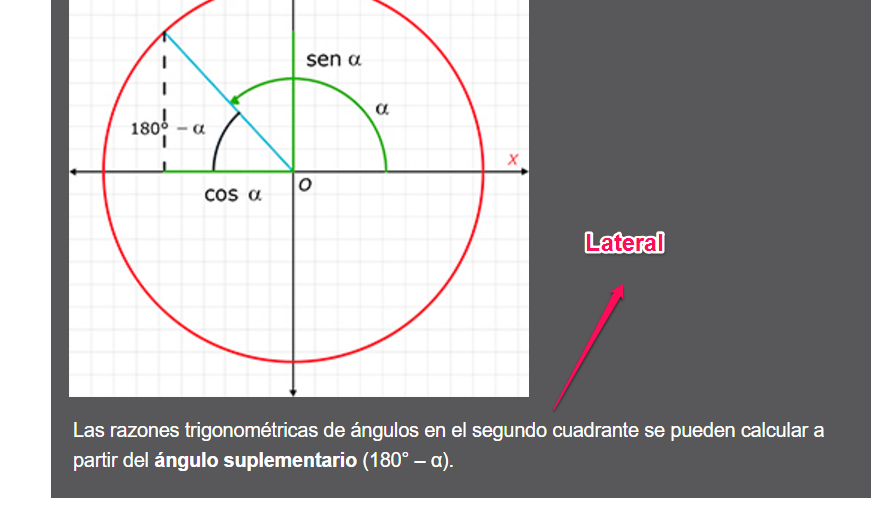 sen α
α
180° – α
X
O
cos α
Lateral
Las razones trigonométricas de ángulos en el segundo cuadrante se pueden calcular a
partir del ángulo suplementario (180° – α).